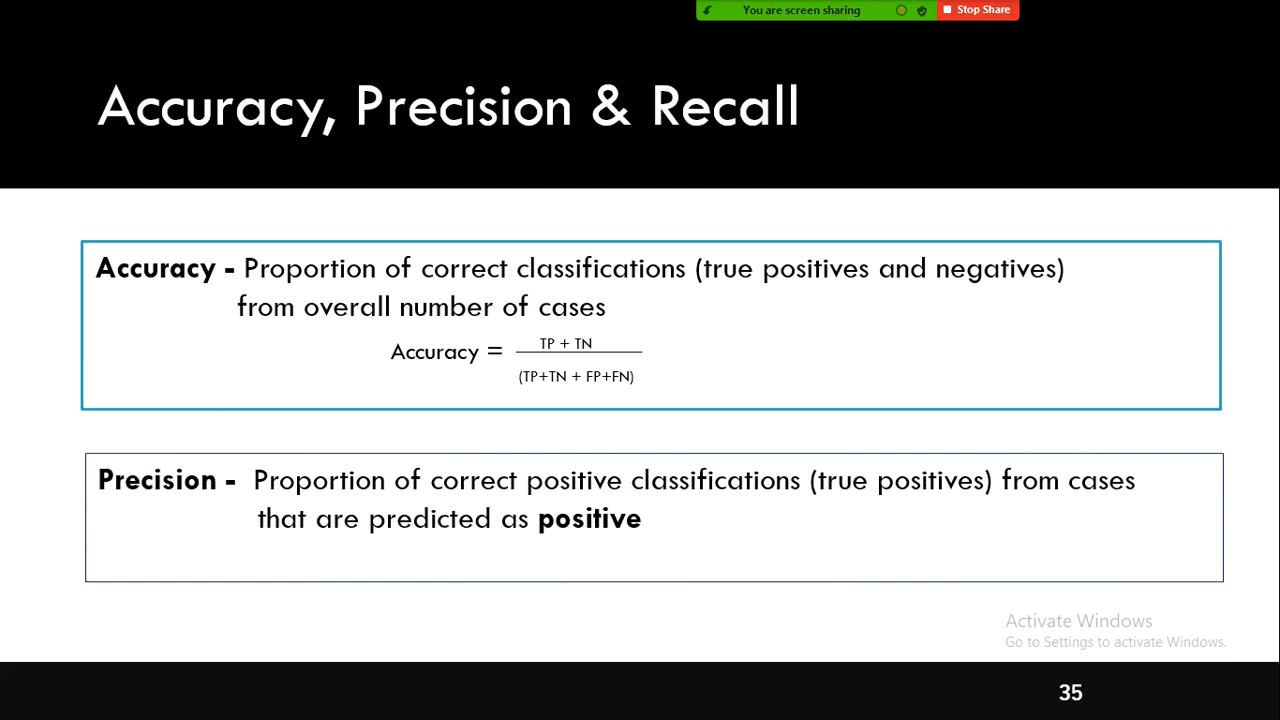 You are screen sharing
Stop Share
Accuracy, Precision & Recall
Accuracy - Proportion of correct classifications (true positives and negatives)
from overall number of cases
Accuracy = TP + TN
(TP+TN + FP+FN)
Precision - Proportion of correct positive classifications (true positives) from cases
that are predicted as positive
Activate Windows
Go to Settings to activate Windows.
35